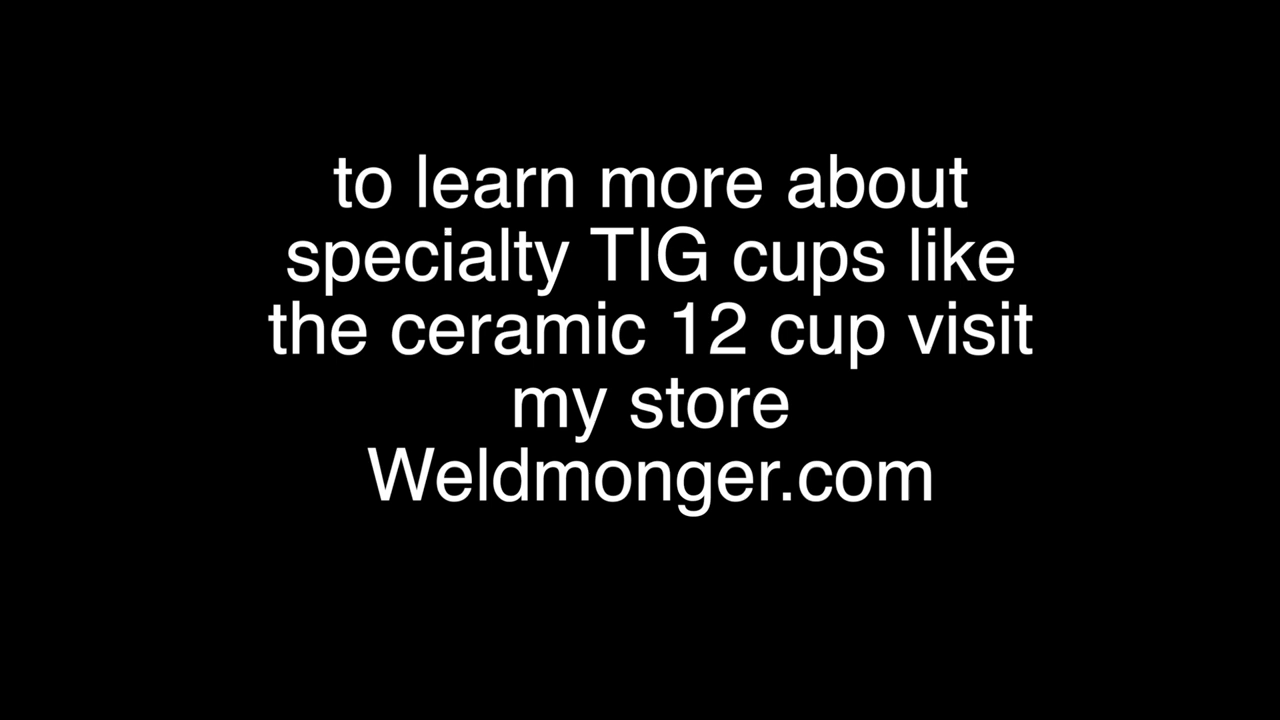 to learn more about
specialty TIG cups like
the ceramic 12 cup visit
my store
Weldmonger.com